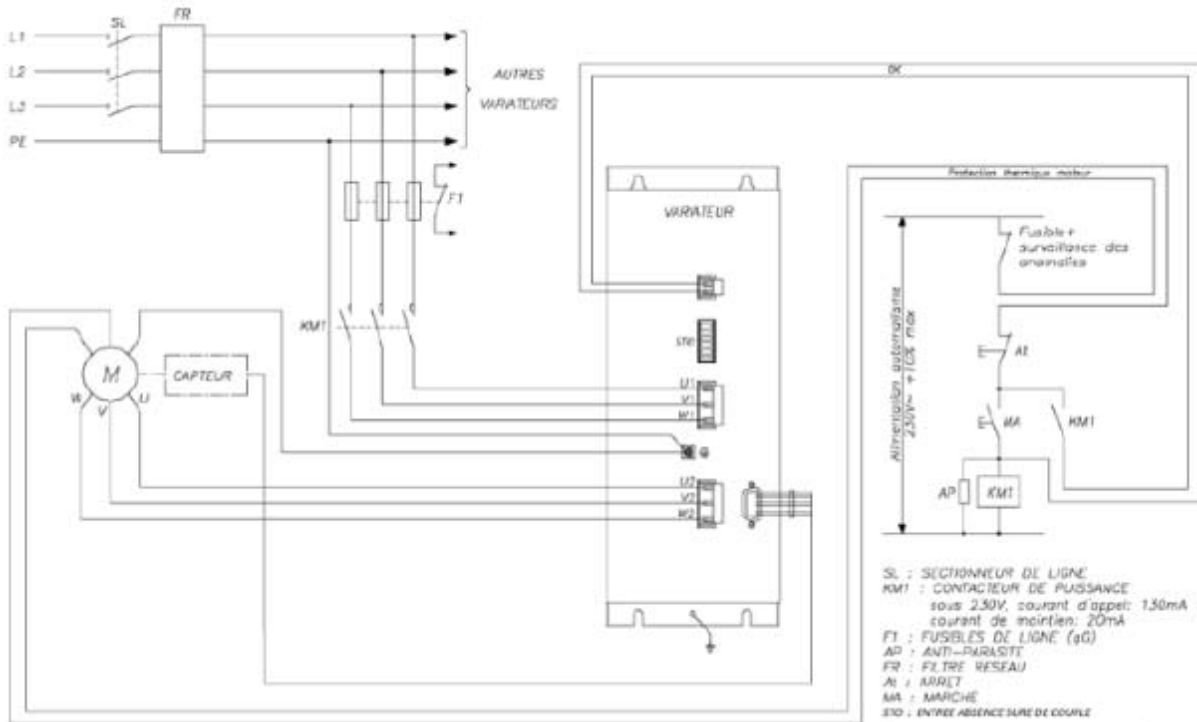 SL
FR
L1
L2
L3
PE
AUTRES
VARIATEURS
OK
F1
VARIATEUR
Protection thermique moteur
Fusible+
surveillance des
anomalies
Alimentation automatisme
230V~ +10% max
KM1
STO
At
M
CAPTEUR
W
V
U
U1
V1
W1
MA
KM1
U2
V2
W2
AP
KM1
SL : SECTIONNEUR DE LIGNE
KM1 : CONTACTEUR DE PUISSANCE
sous 230V, courant d'appel: 130mA
courant de maintien: 20mA
F1 : FUSIBLES DE LIGNE (gG)
AP : ANTI-PARASITE
FR : FILTRE RESEAU
At : ARRET
MA : MARCHE
STO : ENTREE ABSENCE SURE DE COUPLE